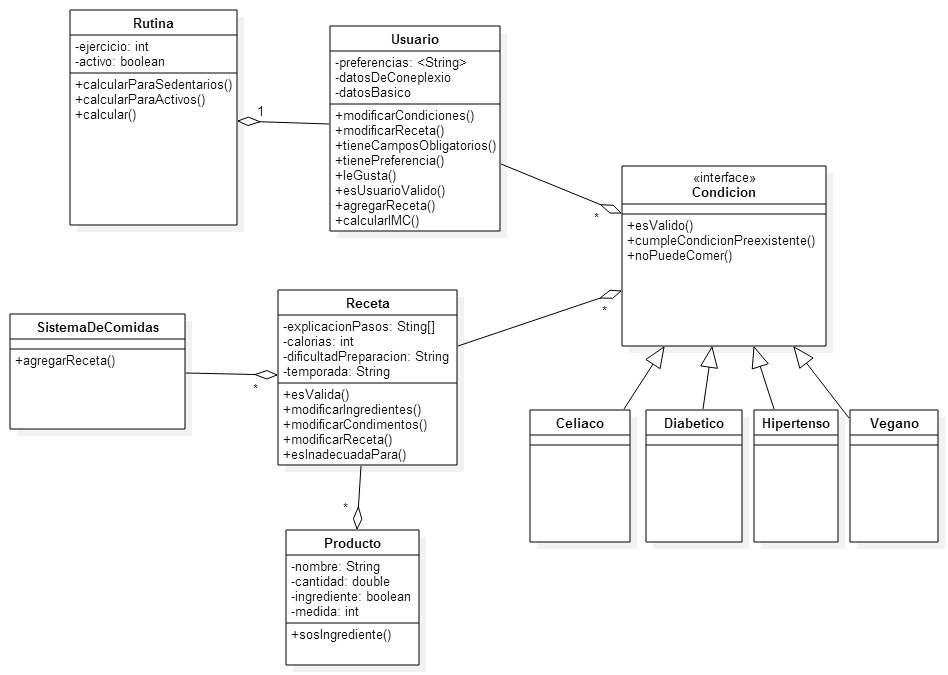 Rutina
-ejercicio: int
-activo: boolean
+calcularParaSedentarios()
+calcularParaActivos()
+calcular()
1
Usuario
-preferencias: <String>
-datosDeConeplexio
-datosBasico
+modificarCondiciones()
+modificarReceta()
+tieneCamposObligatorios()
+tienePreferencia()
+leGusta()
+esUsuarioValido()
+agregarReceta()
+calcularIMC()
*
«interface»
Condicion
+esValido()
+cumpleCondicionPreexistente()
+noPuedeComer()
*
SistemaDeComidas
+agregarReceta()
*
Receta
-explicacionPasos: Sting[]
-calorias: int
-dificultadPreparacion: String
-temporada: String
+esValida()
+modificarIngredientes()
+modificarCondimentos()
+modificarReceta()
+esInadecuadaPara()
*
Celiaco
Diabetico
Hipertenso
Vegano
Producto
-nombre: String
-cantidad: double
-ingrediente: boolean
-medida: int
+sosIngrediente()